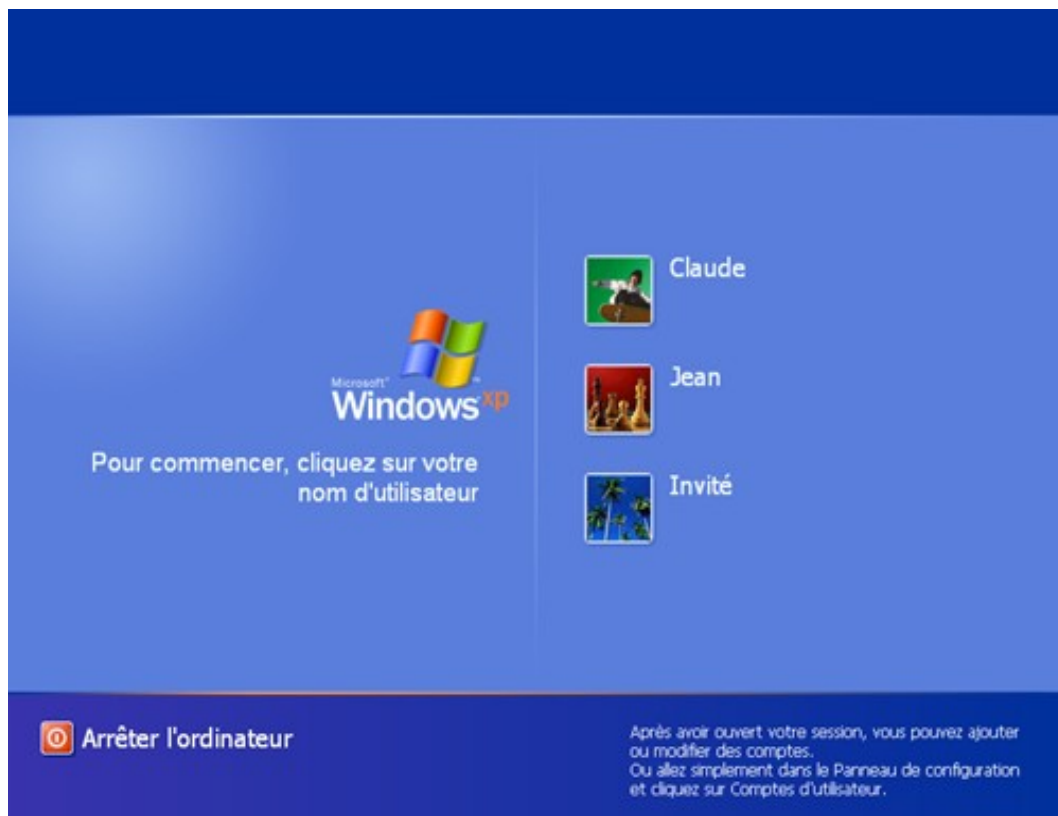 Microsoft®
Windows xp
Pour commencer, cliquez sur votre
nom d'utilisateur
Claude
Jean
Invité
Arrêter l'ordinateur
Après avoir ouvert votre session, vous pouvez ajouter
ou modifier des comptes.
Ou allez simplement dans le Panneau de configuration
et cliquez sur Comptes d'utilisateur.